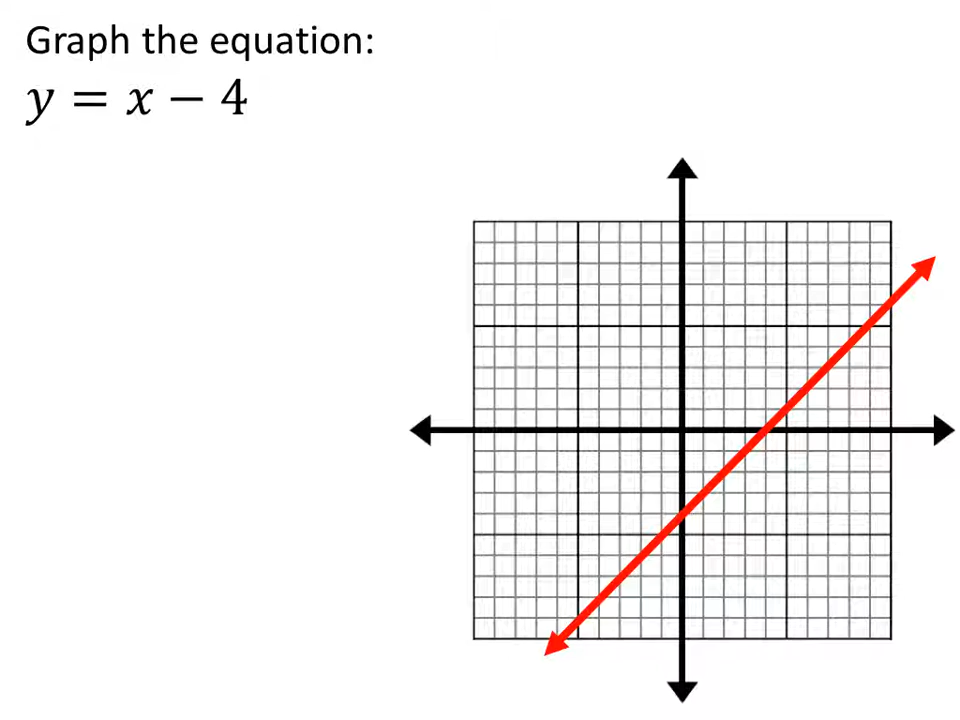 Graph the equation:
y = x − 4